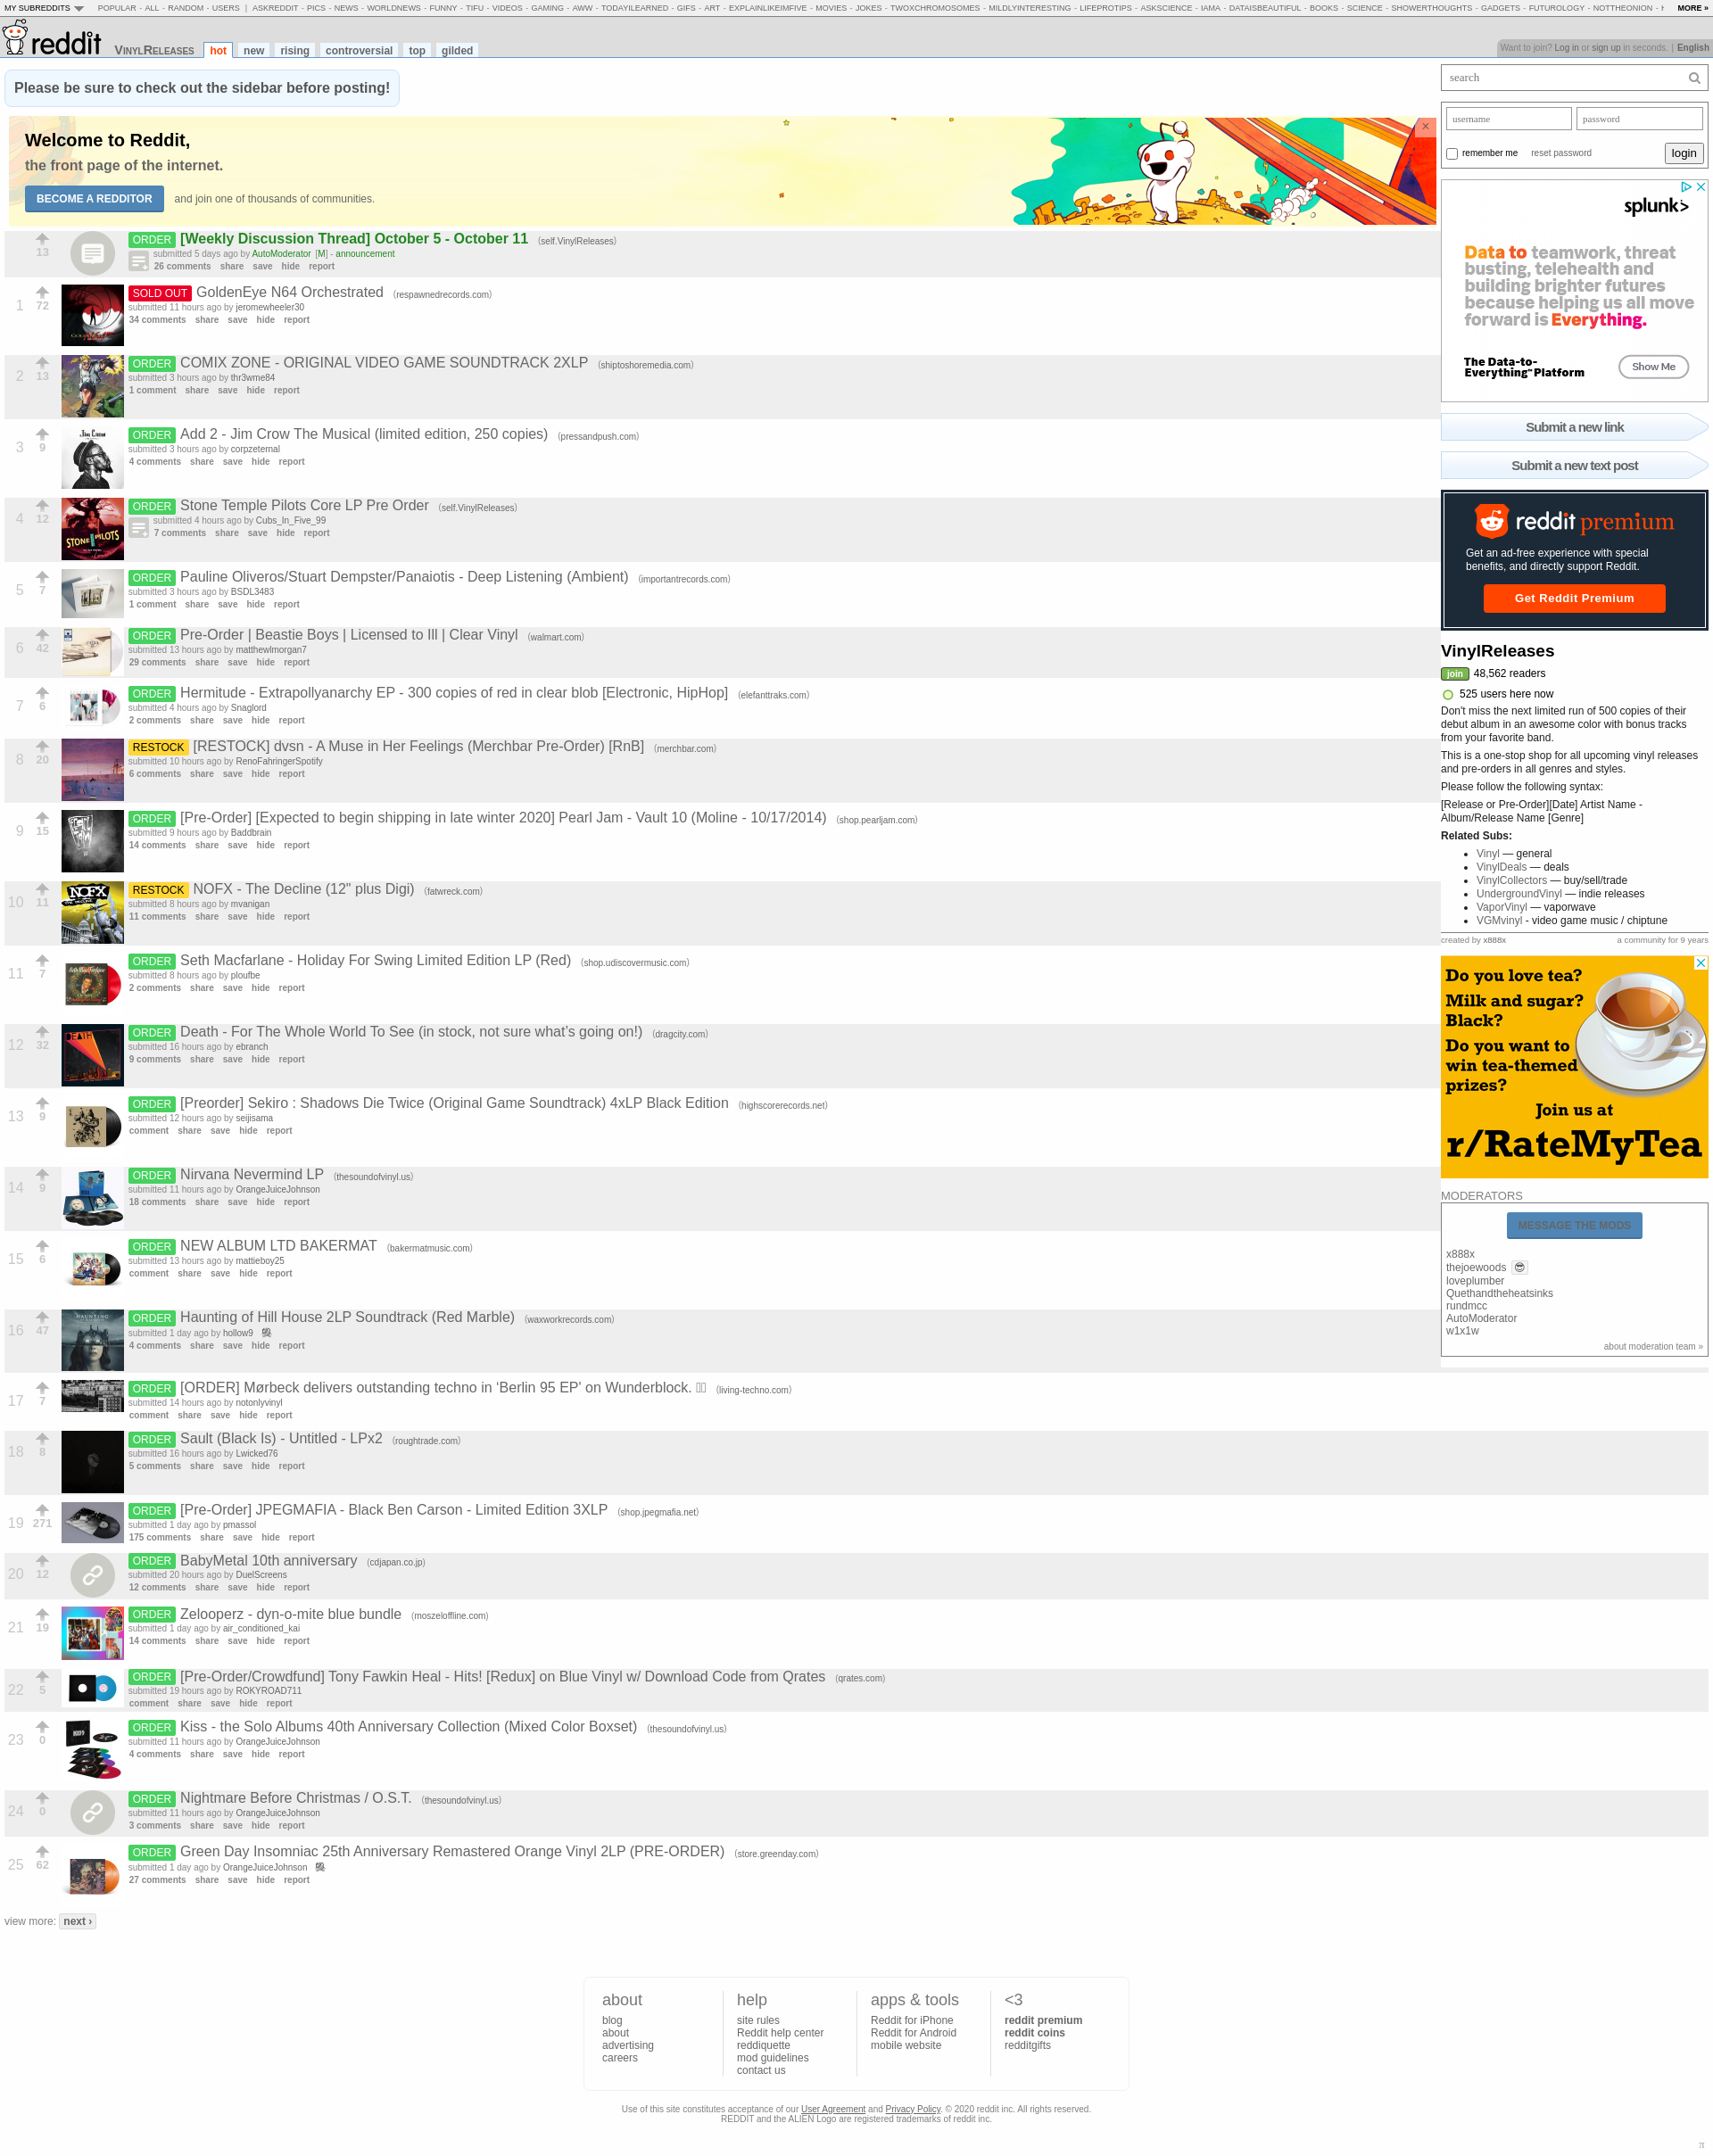 MY SUBREDDITS POPULAR - ALL - RANDOM - USERS | ASKREDDIT - PICS - NEWS - WORLDNEWS - FUNNY - TIFU - VIDEOS - GAMING - AWW - TODAYILEARNED - GIFS - ART - EXPLAINLIKEIMFIVE - MOVIES - JOKES - TWOXCHROMOSOMES - MILDLYINTERESTING - LIFEPROTIPS - ASKSCIENCE - IAMA - DATAISBEAUTIFUL - BOOKS - SCIENCE - SHOWERTHOUGHTS - GADGETS - FUTUROLOGY - NOTTHEONION - MORE »
reddit VINYLRELEASES hot new rising controversial top gilded
Want to join? Log in or sign up in seconds. | English
Please be sure to check out the sidebar before posting!
Welcome to Reddit,
the front page of the internet.
BECOME A REDDITOR and join one of thousands of communities.
13 ORDER [Weekly Discussion Thread] October 5 - October 11 (self.VinylReleases)
submitted 5 days ago by AutoModerator [M] - announcement
26 comments share save hide report
1 72 SOLD OUT GoldenEye N64 Orchestrated (respawnedrecords.com)
submitted 11 hours ago by jeromewheeler30
34 comments share save hide report
2 13 ORDER COMIX ZONE - ORIGINAL VIDEO GAME SOUNDTRACK 2XLP (shiptoshoremedia.com)
submitted 3 hours ago by thr3wme84
1 comment share save hide report
3 9 ORDER Add 2 - Jim Crow The Musical (limited edition, 250 copies) (pressandpush.com)
submitted 3 hours ago by corpzeternal
4 comments share save hide report
4 12 ORDER Stone Temple Pilots Core LP Pre Order (self.VinylReleases)
submitted 4 hours ago by Cubs_In_Five_99
7 comments share save hide report
5 7 ORDER Pauline Oliveros/Stuart Dempster/Panaiotis - Deep Listening (Ambient) (importantrecords.com)
submitted 3 hours ago by BSDL3483
1 comment share save hide report
6 42 ORDER Pre-Order | Beastie Boys | Licensed to Ill | Clear Vinyl (walmart.com)
submitted 13 hours ago by matthewlmorgan7
29 comments share save hide report
7 6 ORDER Hermitude - Extrapollyanarchy EP - 300 copies of red in clear blob [Electronic, HipHop] (elefanttraks.com)
submitted 4 hours ago by Snaglord
2 comments share save hide report
8 20 RESTOCK [RESTOCK] dvsn - A Muse in Her Feelings (Merchbar Pre-Order) [RnB] (merchbar.com)
submitted 10 hours ago by RenoFahringerSpotify
6 comments share save hide report
9 15 ORDER [Pre-Order] [Expected to begin shipping in late winter 2020] Pearl Jam - Vault 10 (Moline - 10/17/2014) (shop.pearljam.com)
submitted 9 hours ago by Baddbrain
14 comments share save hide report
10 11 RESTOCK NOFX - The Decline (12" plus Digi) (fatwreck.com)
submitted 8 hours ago by mvanigan
11 comments share save hide report
11 7 ORDER Seth Macfarlane - Holiday For Swing Limited Edition LP (Red) (shop.udiscovermusic.com)
submitted 8 hours ago by ploufbe
2 comments share save hide report
12 32 ORDER Death - For The Whole World To See (in stock, not sure what’s going on!) (dragcity.com)
submitted 16 hours ago by ebranch
9 comments share save hide report
13 9 ORDER [Preorder] Sekiro : Shadows Die Twice (Original Game Soundtrack) 4xLP Black Edition (highscorerecords.net)
submitted 12 hours ago by seijisama
comment share save hide report
14 9 ORDER Nirvana Nevermind LP (thesoundofvinyl.us)
submitted 11 hours ago by OrangeJuiceJohnson
18 comments share save hide report
15 6 ORDER NEW ALBUM LTD BAKERMAT (bakermatmusic.com)
submitted 13 hours ago by mattieboy25
comment share save hide report
16 47 ORDER Haunting of Hill House 2LP Soundtrack (Red Marble) (waxworkrecords.com)
submitted 1 day ago by hollow9
4 comments share save hide report
17 7 ORDER [ORDER] Mørbeck delivers outstanding techno in ‘Berlin 95 EP’ on Wunderblock. (living-techno.com)
submitted 14 hours ago by notonlyvinyl
comment share save hide report
18 8 ORDER Sault (Black Is) - Untitled - LPx2 (roughtrade.com)
submitted 16 hours ago by Lwicked76
5 comments share save hide report
19 271 ORDER [Pre-Order] JPEGMAFIA - Black Ben Carson - Limited Edition 3XLP (shop.jpegmafia.net)
submitted 1 day ago by pmassol
175 comments share save hide report
20 12 ORDER BabyMetal 10th anniversary (cdjapan.co.jp)
submitted 20 hours ago by DuelScreens
12 comments share save hide report
21 19 ORDER Zelooperz - dyn-o-mite blue bundle (moszeloffline.com)
submitted 1 day ago by air_conditioned_kai
14 comments share save hide report
22 5 ORDER [Pre-Order/Crowdfund] Tony Fawkin Heal - Hits! [Redux] on Blue Vinyl w/ Download Code from Qrates (qrates.com)
submitted 19 hours ago by ROKYROAD711
comment share save hide report
23 0 ORDER Kiss - the Solo Albums 40th Anniversary Collection (Mixed Color Boxset) (thesoundofvinyl.us)
submitted 11 hours ago by OrangeJuiceJohnson
4 comments share save hide report
24 0 ORDER Nightmare Before Christmas / O.S.T. (thesoundofvinyl.us)
submitted 11 hours ago by OrangeJuiceJohnson
3 comments share save hide report
25 62 ORDER Green Day Insomniac 25th Anniversary Remastered Orange Vinyl 2LP (PRE-ORDER) (store.greenday.com)
submitted 1 day ago by OrangeJuiceJohnson
27 comments share save hide report
view more: next ›
search
username password
remember me reset password login
splunk>
Data to teamwork, threat
busting, telehealth and
building brighter futures
because helping us all move
forward is Everything.
The Data-to-
Everything™ Platform
Show Me
Submit a new link
Submit a new text post
reddit premium
Get an ad-free experience with special
benefits, and directly support Reddit.
Get Reddit Premium
VinylReleases
join 48,562 readers
525 users here now
Don't miss the next limited run of 500 copies of their
debut album in an awesome color with bonus tracks
from your favorite band.
This is a one-stop shop for all upcoming vinyl releases
and pre-orders in all genres and styles.
Please follow the following syntax:
[Release or Pre-Order][Date] Artist Name -
Album/Release Name [Genre]
Related Subs:
Vinyl — general
VinylDeals — deals
VinylCollectors — buy/sell/trade
UndergroundVinyl — indie releases
VaporVinyl — vaporwave
VGMvinyl - video game music / chiptune
created by x888x a community for 9 years
Do you love tea?
Milk and sugar?
Black?
Do you want to
win tea-themed
prizes?
Join us at
r/RateMyTea
MODERATORS
MESSAGE THE MODS
x888x
thejoewoods
loveplumber
Quethandtheheatsinks
rundmcc
AutoModerator
w1x1w
about moderation team »
about
blog
about
advertising
careers
help
site rules
Reddit help center
reddiquette
mod guidelines
contact us
apps & tools
Reddit for iPhone
Reddit for Android
mobile website
<3
reddit premium
reddit coins
redditgifts
Use of this site constitutes acceptance of our User Agreement and Privacy Policy. © 2020 reddit inc. All rights reserved.
REDDIT and the ALIEN Logo are registered trademarks of reddit inc.
π